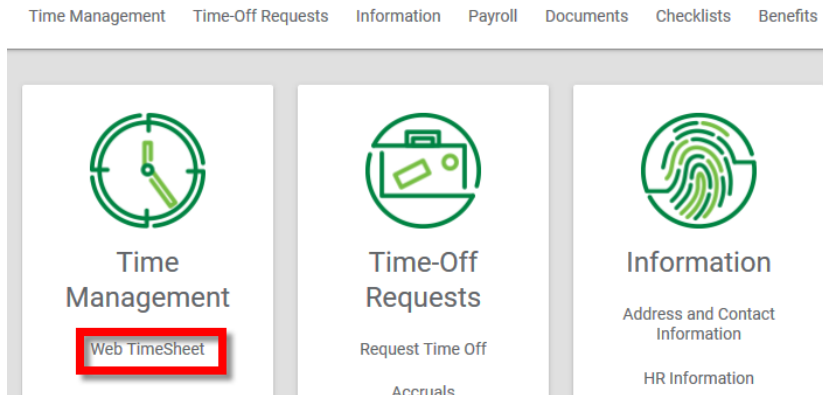 Time Management Time-Off Requests Information Payroll Documents Checklists Benefits
Time
Management
Web TimeSheet
Time-Off
Requests
Request Time Off
Accruals
Information
Address and Contact
Information
HR Information